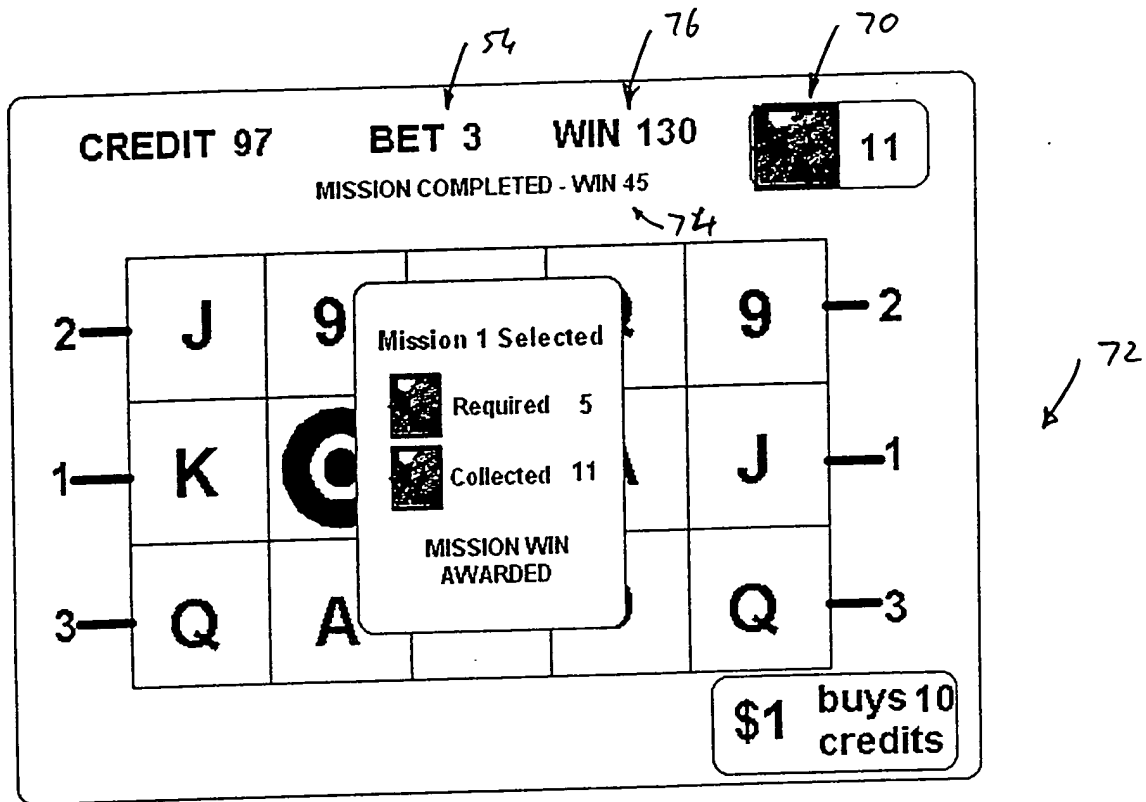 54
76
70
CREDIT 97 BET 3 WIN 130
11
MISSION COMPLETED - WIN 45
74
2 J 9 9 2
Mission 1 Selected
72
Required 5
1 K J 1
Collected 11
MISSION WIN
AWARDED
3 Q A Q 3
$1 buys 10
credits